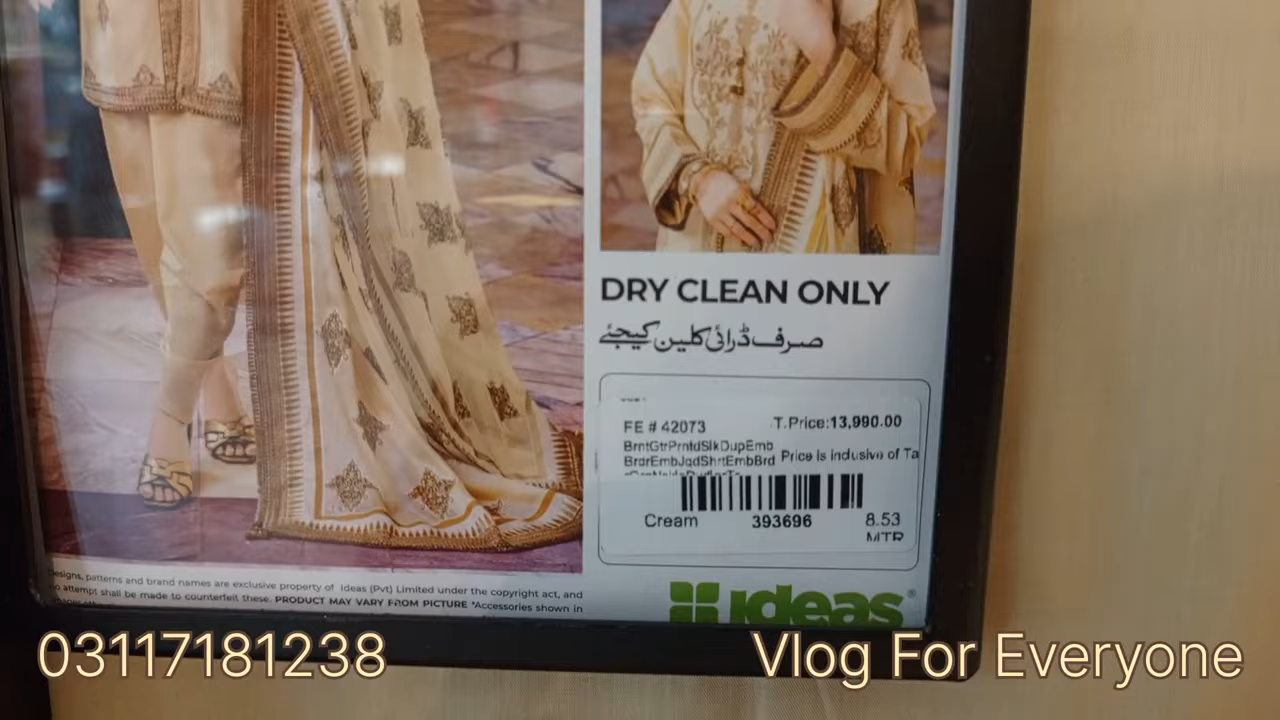 DRY CLEAN ONLY
صرف ڈرائی کلین کیجئے
FE # 42073
T.Price:13,990.00
BrntGtrPrntdSlkDupEmb
BrdrEmbJqdShrtEmbBrd
Price is inclusive of Ta
Cream 393696 8.53
MTR
Designs, patterns and brand names are exclusive property of Ideas (Pvt) Limited under the copyright act, and
no attempt shall be made to counterfeit these. PRODUCT MAY VARY FROM PICTURE *Accessories shown in
ideas®
03117181238
Vlog For Everyone